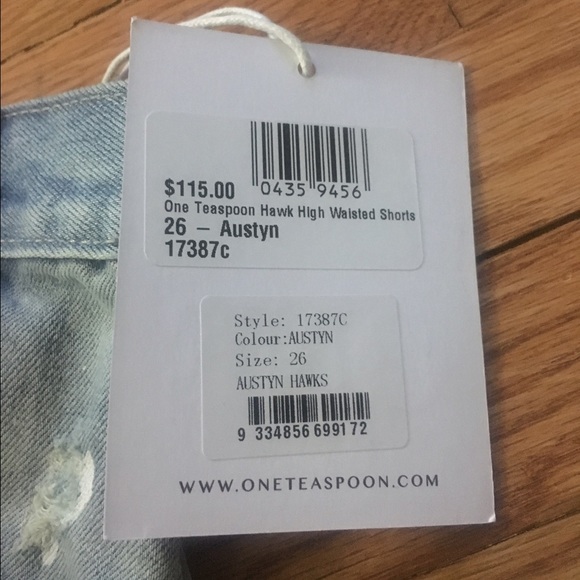 $115.00
0435 9456
One Teaspoon Hawk High Waisted Shorts
26 – Austyn
17387c
Style: 17387C
Colour:AUSTYN
Size: 26
AUSTYN HAWKS
9 334856 699172
WWW.ONETEASPOON.COM